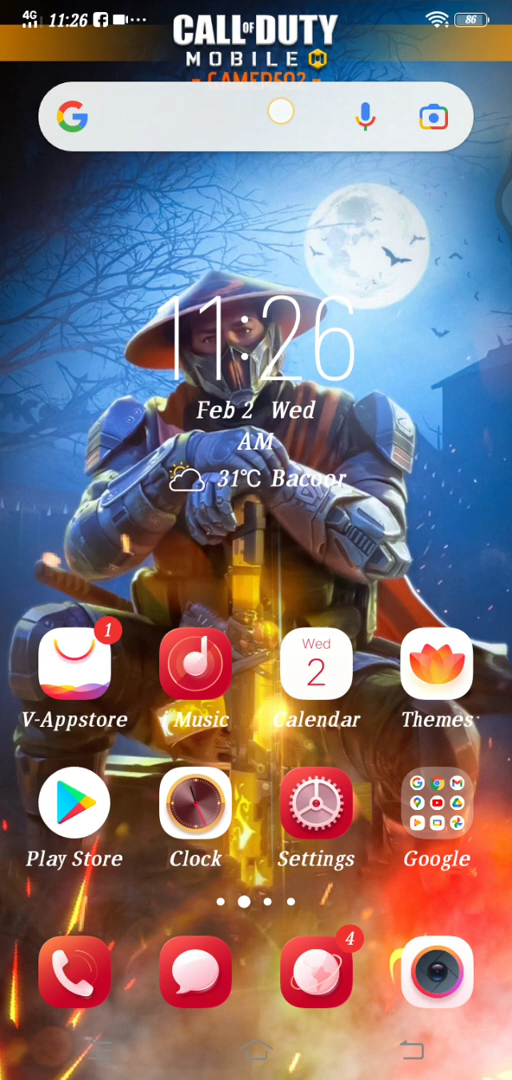 4G 11:26 86
CALL OF DUTY
MOBILE
- GAMER502 -
11:26
Feb 2 Wed
AM
31℃ Bacoor
1
Wed
2
V-Appstore i Music Calendar Themes
Play Store Clock Settings Google
4